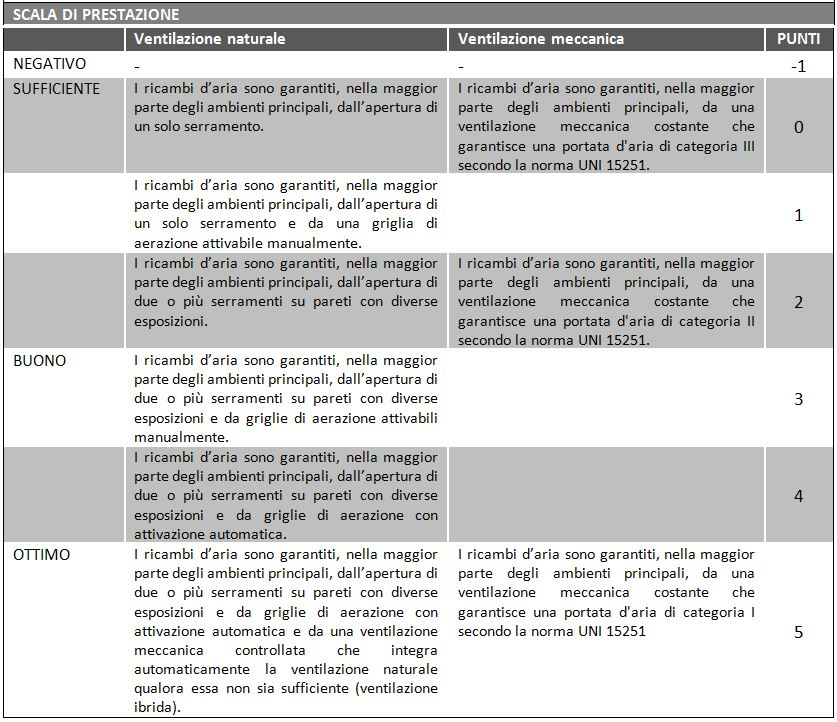 SCALA DI PRESTAZIONE
Ventilazione naturale Ventilazione meccanica PUNTI
NEGATIVO - - -1
SUFFICIENTE
I ricambi d’aria sono garantiti, nella maggior
parte degli ambienti principali, dall’apertura di
un solo serramento.
I ricambi d’aria sono garantiti, nella maggior
parte degli ambienti principali, da una
ventilazione meccanica costante che
garantisce una portata d'aria di categoria III
secondo la norma UNI 15251.
0
I ricambi d’aria sono garantiti, nella maggior
parte degli ambienti principali, dall’apertura di
un solo serramento e da una griglia di
aerazione attivabile manualmente.
1
I ricambi d’aria sono garantiti, nella maggior
parte degli ambienti principali, dall’apertura di
due o più serramenti su pareti con diverse
esposizioni.
I ricambi d’aria sono garantiti, nella maggior
parte degli ambienti principali, da una
ventilazione meccanica costante che
garantisce una portata d'aria di categoria II
secondo la norma UNI 15251.
2
BUONO
I ricambi d’aria sono garantiti, nella maggior
parte degli ambienti principali, dall’apertura di
due o più serramenti su pareti con diverse
esposizioni e da griglie di aerazione attivabili
manualmente.
3
I ricambi d’aria sono garantiti, nella maggior
parte degli ambienti principali, dall’apertura di
due o più serramenti su pareti con diverse
esposizioni e da griglie di aerazione con
attivazione automatica.
4
OTTIMO
I ricambi d’aria sono garantiti, nella maggior
parte degli ambienti principali, dall’apertura di
due o più serramenti su pareti con diverse
esposizioni e da griglie di aerazione con
attivazione automatica e da una ventilazione
meccanica controllata che integra
automaticamente la ventilazione naturale
qualora essa non sia sufficiente (ventilazione
ibrida).
I ricambi d’aria sono garantiti, nella maggior
parte degli ambienti principali, da una
ventilazione meccanica costante che
garantisce una portata d'aria di categoria I
secondo la norma UNI 15251
5